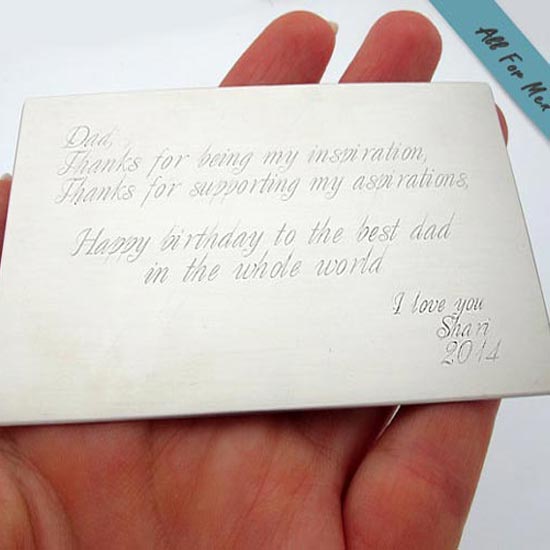 Dad,
Thanks for being my inspiration,
Thanks for supporting my aspirations,
Happy birthday to the best dad
in the whole world
I love you
Shari
2014
All For Men